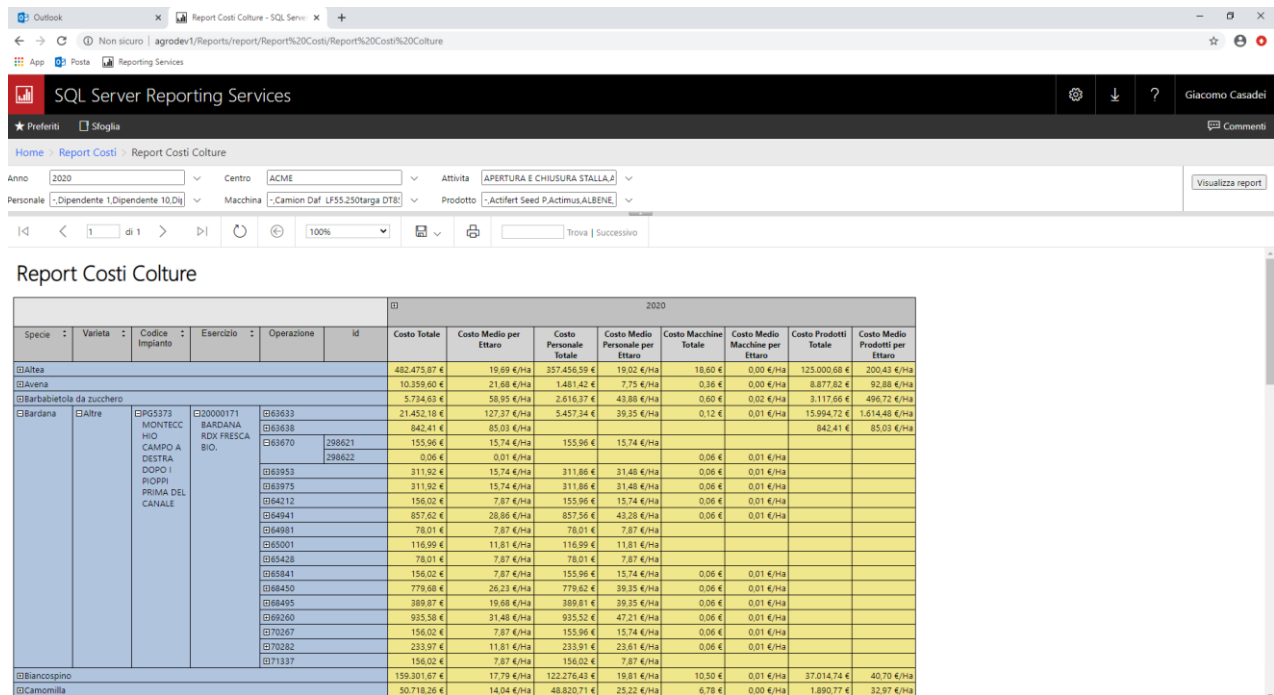 Outlook
Report Costi Colture - SQL Serve
Non sicuro | agrodev1/Reports/report/Report%20Costi/Report%20Costi%20Colture
App Posta Reporting Services
SQL Server Reporting Services ? Giacomo Casadei
Preferiti Sfoglia Commenti
Home > Report Costi > Report Costi Colture
Anno 2020 Centro ACME Attivita APERTURA E CHIUSURA STALLA,A Visualizza report
Personale -,Dipendente 1,Dipendente 10,Dip Macchina -,Camion Daf LF55.250targa DT8 Prodotto -,Actifert Seed P,Actimus,ALBENE,
1 di 1 100% Trova | Successivo
Report Costi Colture
2020
Specie Varieta Codice Impianto Esercizio Operazione id Costo Totale Costo Medio per Ettaro Costo Personale Totale Costo Medio Personale per Ettaro Costo Macchine Totale Costo Medio Macchine per Ettaro Costo Prodotti Totale Costo Medio Prodotti per Ettaro
Altea 482.475,87 € 19,69 €/Ha 357.456,59 € 19,02 €/Ha 18,60 € 0,00 €/Ha 125.000,68 € 200,43 €/Ha
Avena 10.359,60 € 21,68 €/Ha 1.481,42 € 7,75 €/Ha 0,36 € 0,00 €/Ha 8.877,82 € 92,88 €/Ha
Barbabietola da zucchero 5.734,63 € 58,95 €/Ha 2.616,37 € 43,88 €/Ha 0,60 € 0,02 €/Ha 3.117,66 € 496,72 €/Ha
Bardana Altre PG5373 MONTECCHIO CAMPO A DESTRA DOPO I PIOPPI PRIMA DEL CANALE 20000171 BARDANA RDX FRESCA BIO. 63633 21.452,18 € 127,37 €/Ha 5.457,34 € 39,35 €/Ha 0,12 € 0,01 €/Ha 15.994,72 € 1.614,48 €/Ha
63638 842,41 € 85,03 €/Ha 842,41 € 85,03 €/Ha
63670 298621 155,96 € 15,74 €/Ha 155,96 € 15,74 €/Ha
298622 0,06 € 0,01 €/Ha 0,06 € 0,01 €/Ha
63953 311,92 € 15,74 €/Ha 311,86 € 31,48 €/Ha 0,06 € 0,01 €/Ha
63975 311,92 € 15,74 €/Ha 311,86 € 31,48 €/Ha 0,06 € 0,01 €/Ha
64212 156,02 € 7,87 €/Ha 155,96 € 15,74 €/Ha 0,06 € 0,01 €/Ha
64941 857,62 € 28,86 €/Ha 857,56 € 43,28 €/Ha 0,06 € 0,01 €/Ha
64981 78,01 € 7,87 €/Ha 78,01 € 7,87 €/Ha
65001 116,99 € 11,81 €/Ha 116,99 € 11,81 €/Ha
65428 78,01 € 7,87 €/Ha 78,01 € 7,87 €/Ha
65841 156,02 € 7,87 €/Ha 155,96 € 15,74 €/Ha 0,06 € 0,01 €/Ha
68450 779,68 € 26,23 €/Ha 779,62 € 39,35 €/Ha 0,06 € 0,01 €/Ha
68495 389,87 € 19,68 €/Ha 389,81 € 39,35 €/Ha 0,06 € 0,01 €/Ha
69260 935,58 € 31,48 €/Ha 935,52 € 47,21 €/Ha 0,06 € 0,01 €/Ha
70267 156,02 € 7,87 €/Ha 155,96 € 15,74 €/Ha 0,06 € 0,01 €/Ha
70282 233,97 € 11,81 €/Ha 233,91 € 23,61 €/Ha 0,06 € 0,01 €/Ha
71337 156,02 € 7,87 €/Ha 156,02 € 7,87 €/Ha
Biancospino 159.301,67 € 17,79 €/Ha 122.276,43 € 19,81 €/Ha 10,50 € 0,01 €/Ha 37.014,74 € 40,70 €/Ha
Camomilla 50.718,26 € 14,04 €/Ha 48.820,71 € 25,22 €/Ha 6,78 € 0,00 €/Ha 1.890,77 € 32,97 €/Ha